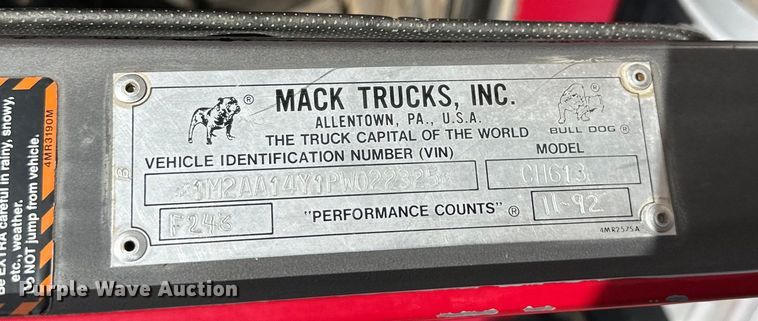 Be EXTRA careful in rainy, snowy,
etc., weather.
Do NOT jump from vehicle.
4MR3190M
MACK TRUCKS, INC.
ALLENTOWN, PA., U.S.A.
THE TRUCK CAPITAL OF THE WORLD
BULL DOG ®
VEHICLE IDENTIFICATION NUMBER (VIN)
MODEL
1M2AA14Y1PW022325
CH613
F246
"PERFORMANCE COUNTS" ®
11-92
4MR2575A
Purple Wave Auction